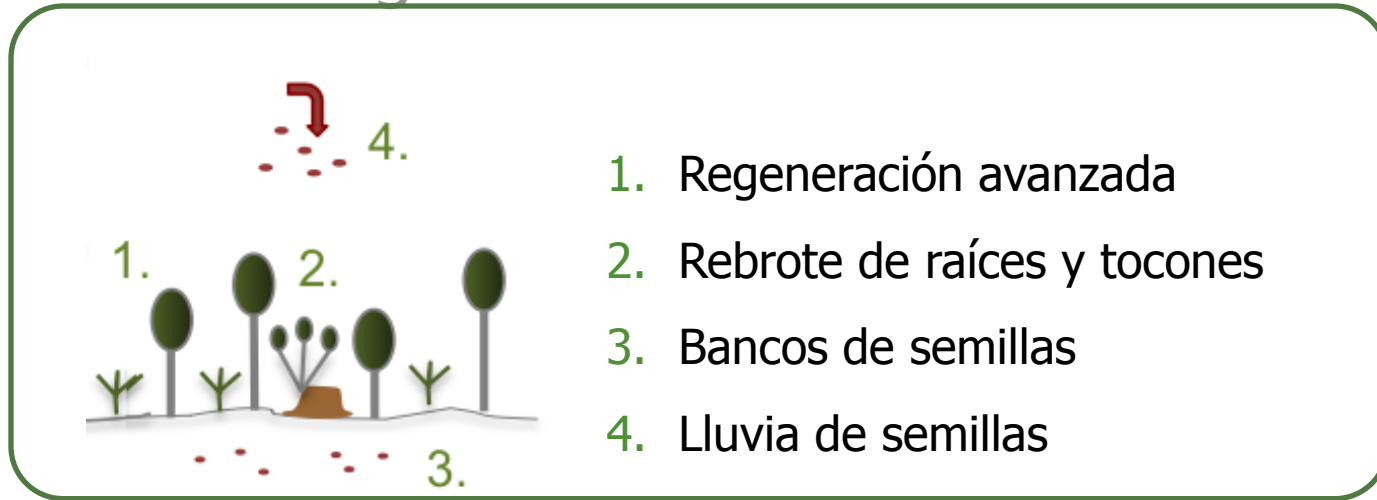 4.
1.
2.
3.
1. Regeneración avanzada
2. Rebrote de raíces y tocones
3. Bancos de semillas
4. Lluvia de semillas